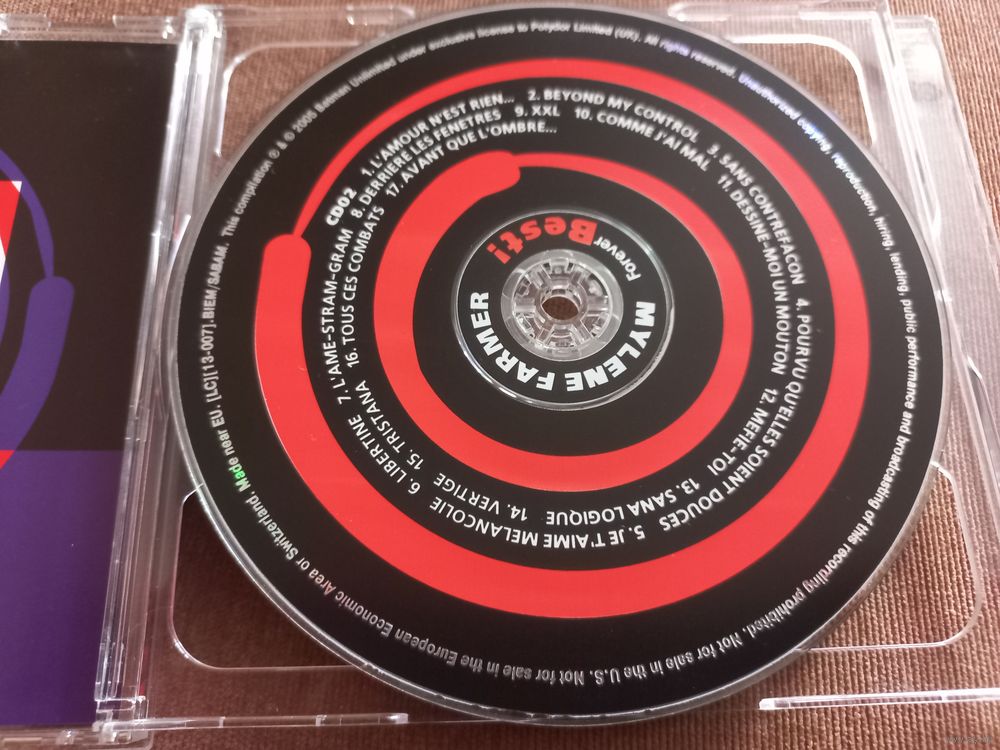 This compilation ℗ & © 2005 Batman Unlimited under exclusive license to Polydor Limited (UK). All rights reserved. Unauthorized copying, reproduction, hiring, lending, public performance and broadcasting of this recording prohibited. Not for sale in the U.S. Not for sale in the European Economic Area or Switzerland. Made near EU. [LC][13-007].BIEM/SABAM.
CD02 1. L'AMOUR N'EST RIEN... 2. BEYOND MY CONTROL 3. SANS CONTREFACON 4. POURVU QU'ELLES SOIENT DOUCES 5. JE T'AIME MELANCOLIE 6. LIBERTINE 7. L'AME-STRAM-GRAM
8. DERRIERE LES FENETRES 9. XXL 10. COMME J'AI MAL 11. DESSINE-MOI UN MOUTON 12. MEFIE-TOI 13. SANA LOGIQUE 14. VERTIGE 15. TRISTANA 16. TOUS CES COMBATS
17. AVANT QUE L'OMBRE...
MYLENE FARMER
Forever Best!